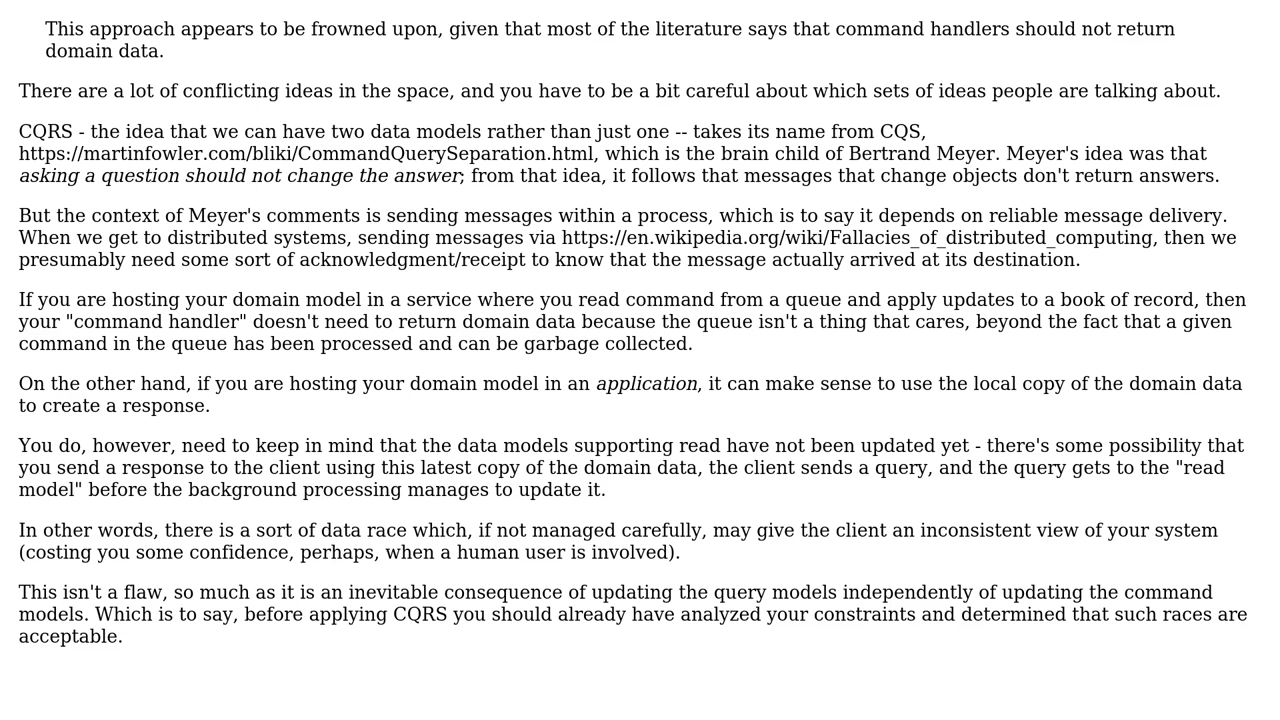 This approach appears to be frowned upon, given that most of the literature says that command handlers should not return
domain data.
There are a lot of conflicting ideas in the space, and you have to be a bit careful about which sets of ideas people are talking about.
CQRS - the idea that we can have two data models rather than just one -- takes its name from CQS,
https://martinfowler.com/bliki/CommandQuerySeparation.html, which is the brain child of Bertrand Meyer. Meyer's idea was that
asking a question should not change the answer; from that idea, it follows that messages that change objects don't return answers.
But the context of Meyer's comments is sending messages within a process, which is to say it depends on reliable message delivery.
When we get to distributed systems, sending messages via https://en.wikipedia.org/wiki/Fallacies_of_distributed_computing, then we
presumably need some sort of acknowledgment/receipt to know that the message actually arrived at its destination.
If you are hosting your domain model in a service where you read command from a queue and apply updates to a book of record, then
your "command handler" doesn't need to return domain data because the queue isn't a thing that cares, beyond the fact that a given
command in the queue has been processed and can be garbage collected.
On the other hand, if you are hosting your domain model in an application, it can make sense to use the local copy of the domain data
to create a response.
You do, however, need to keep in mind that the data models supporting read have not been updated yet - there's some possibility that
you send a response to the client using this latest copy of the domain data, the client sends a query, and the query gets to the "read
model" before the background processing manages to update it.
In other words, there is a sort of data race which, if not managed carefully, may give the client an inconsistent view of your system
(costing you some confidence, perhaps, when a human user is involved).
This isn't a flaw, so much as it is an inevitable consequence of updating the query models independently of updating the command
models. Which is to say, before applying CQRS you should already have analyzed your constraints and determined that such races are
acceptable.